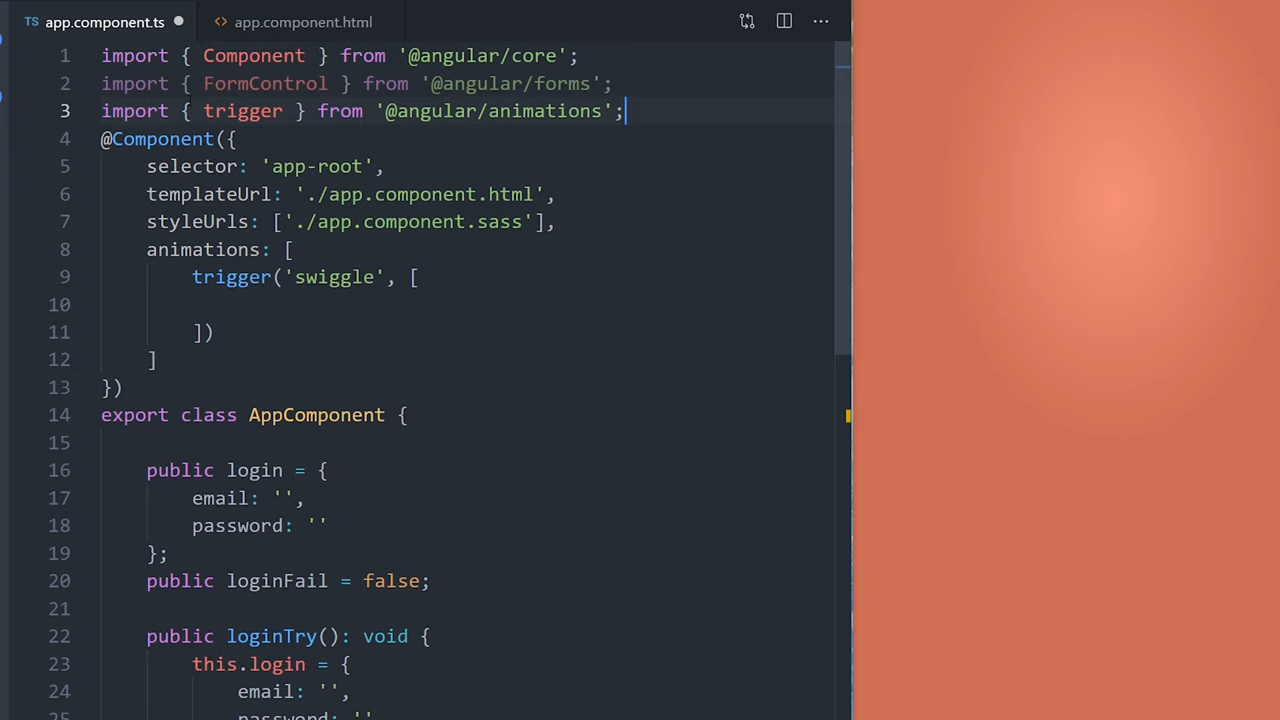 TS app.component.ts ● <> app.component.html ...
1 import { Component } from '@angular/core';
2 import { FormControl } from '@angular/forms';
3 import { trigger } from '@angular/animations';
4 @Component({
5 selector: 'app-root',
6 templateUrl: './app.component.html',
7 styleUrls: ['./app.component.sass'],
8 animations: [
9 trigger('swiggle', [
10
11 ])
12 ]
13 })
14 export class AppComponent {
15
16 public login = {
17 email: '',
18 password: ''
19 };
20 public loginFail = false;
21
22 public loginTry(): void {
23 this.login = {
24 email: '',
25 password: ''